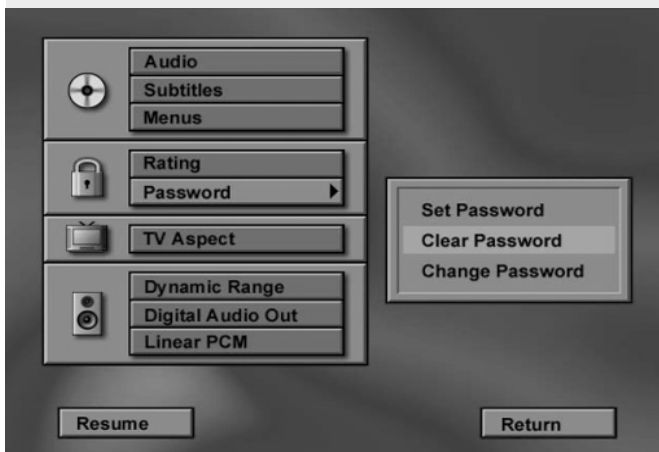 Audio
Subtitles
Menus
Rating
Password
TV Aspect
Dynamic Range
Digital Audio Out
Linear PCM
Set Password
Clear Password
Change Password
Resume
Return